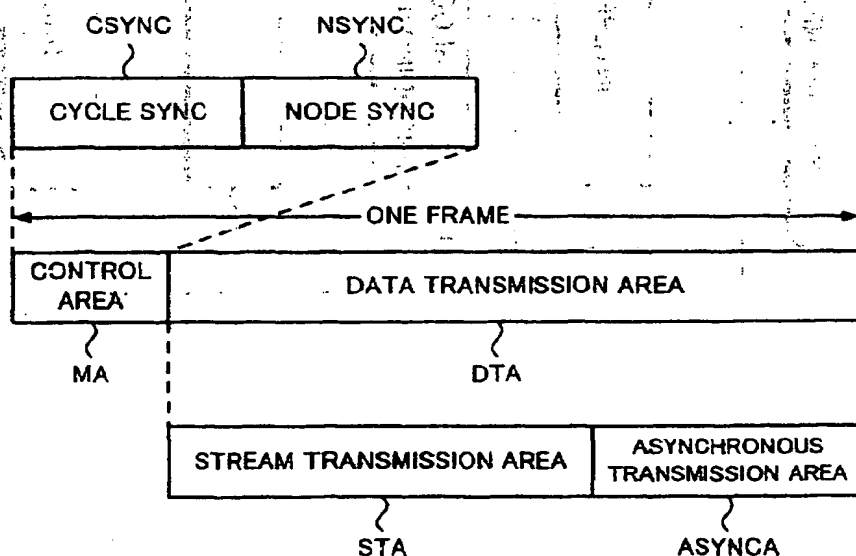 CSYNC NSYNC
CYCLE SYNC NODE SYNC
ONE FRAME
CONTROL
AREA
DATA TRANSMISSION AREA
MA DTA
STREAM TRANSMISSION AREA
ASYNCHRONOUS
TRANSMISSION AREA
STA ASYNCA